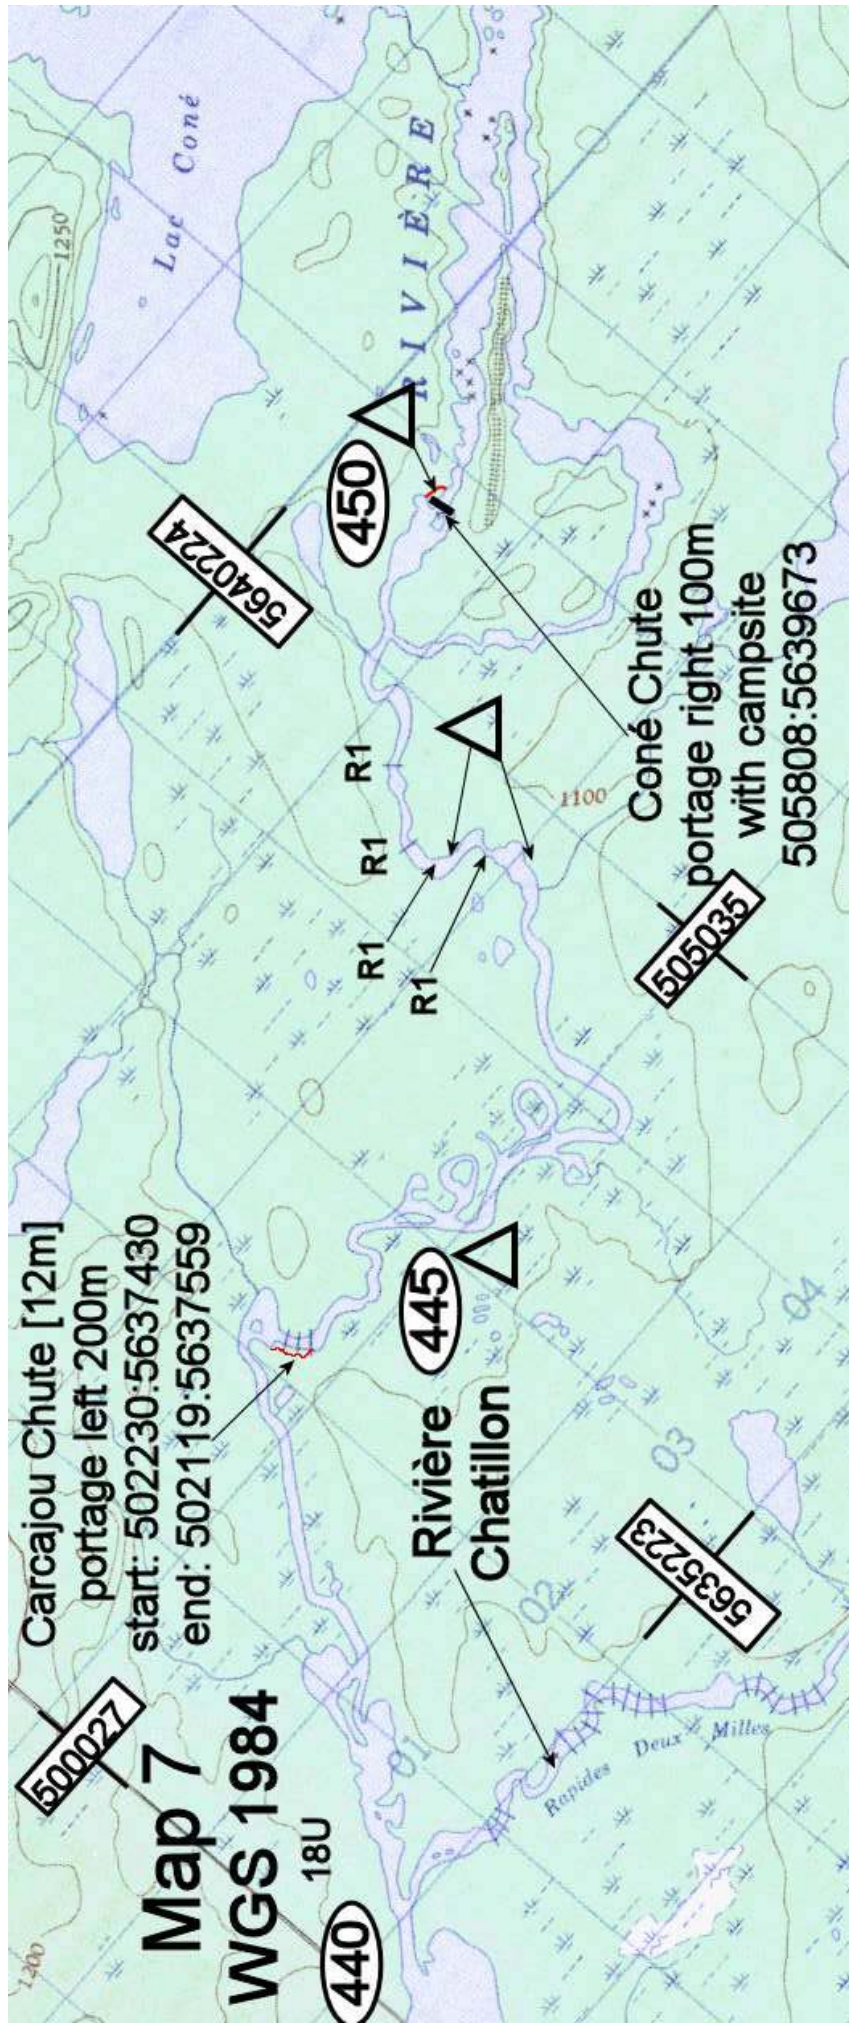 Map 7
WGS 1984
18U
Carcajou Chute [12m]
portage left 200m
start: 502230:5637430
end: 502119:5637559
Rivière
Chatillon
Coné Chute
portage right 100m
with campsite
505808:5639673
440
445
450
500027
505035
5635223
5640224
R1
R1
R1
R1
Lac Coné
RIVIÈRE
Rapides Deux Milles
01
02
03
04
1200
1250
1100